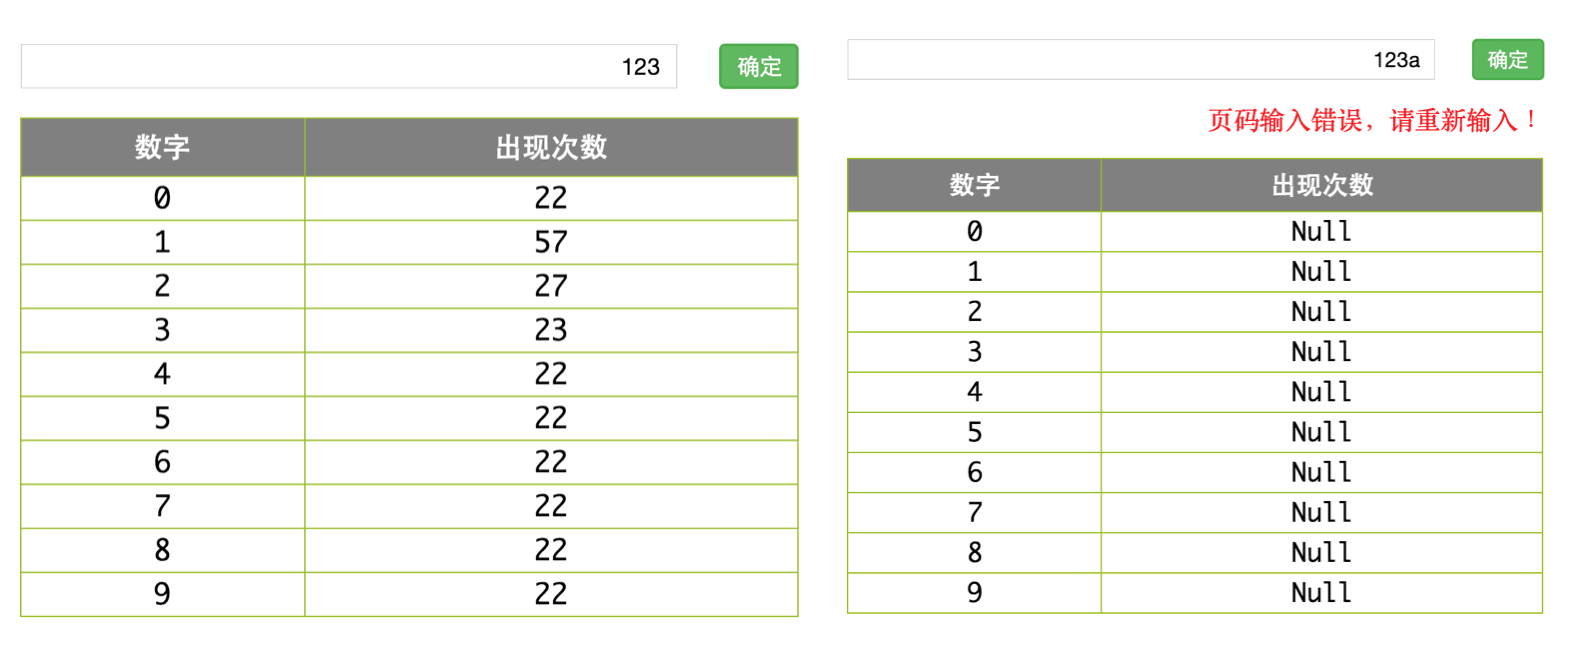 123 确定
数字 出现次数
0 22
1 57
2 27
3 23
4 22
5 22
6 22
7 22
8 22
9 22
123a 确定
页码输入错误，请重新输入！
数字 出现次数
0 Null
1 Null
2 Null
3 Null
4 Null
5 Null
6 Null
7 Null
8 Null
9 Null